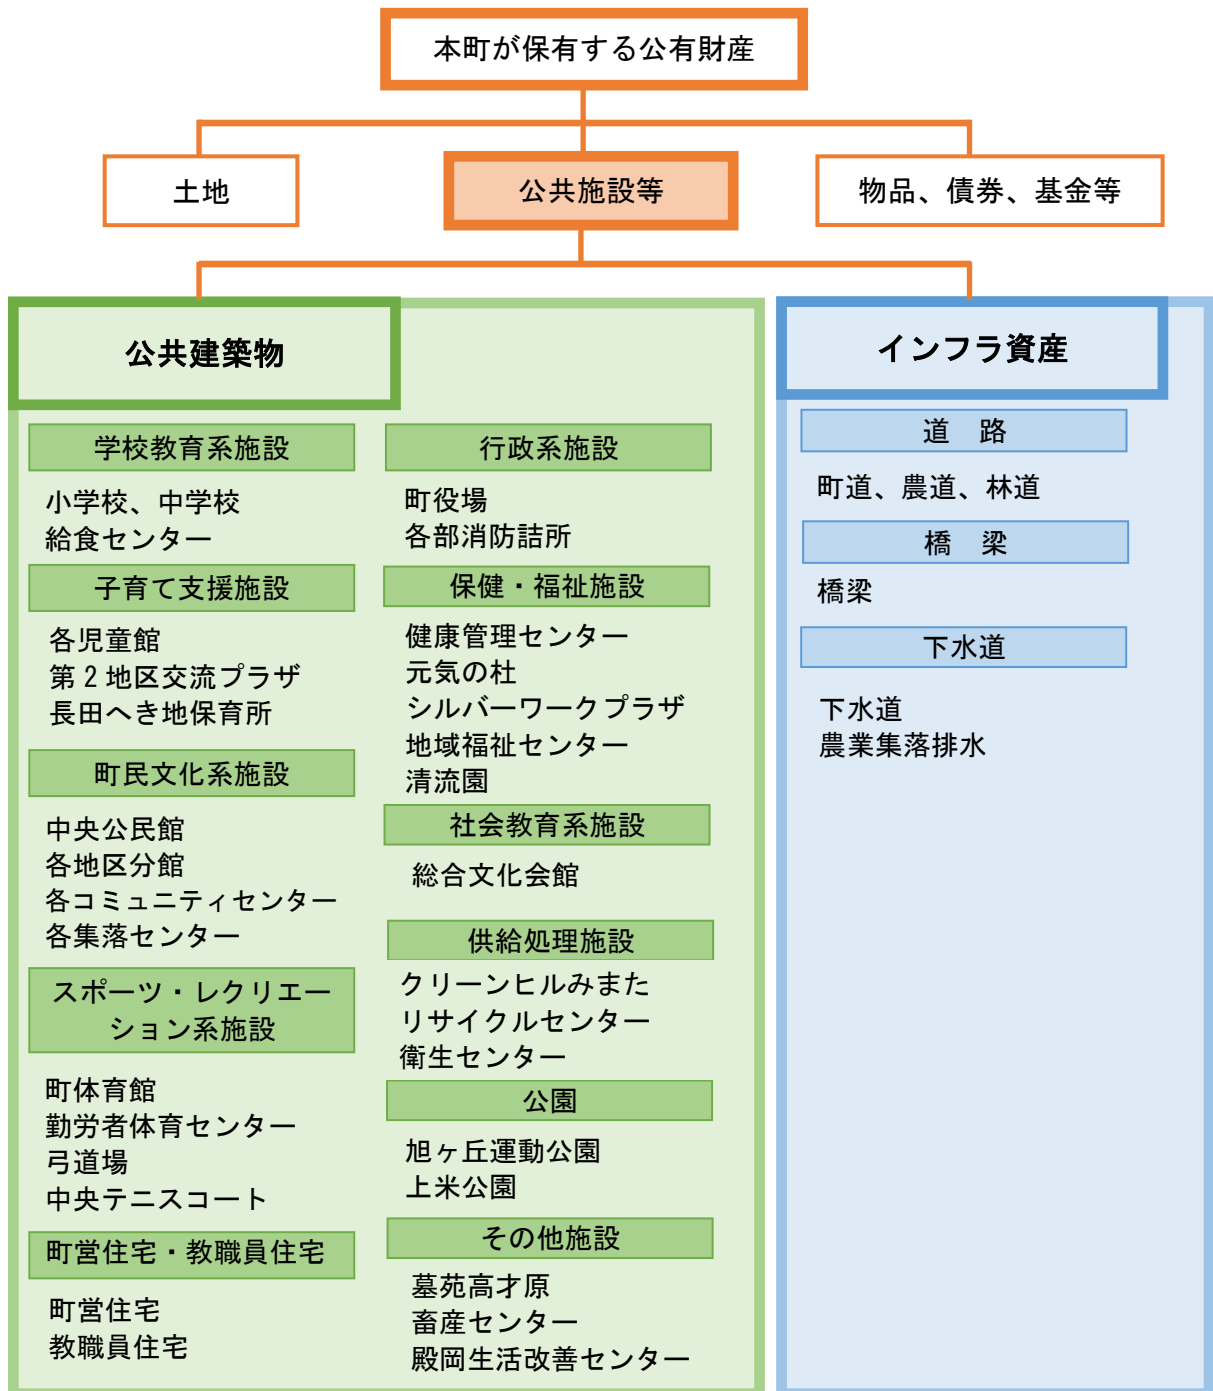 本町が保有する公有財産
土地
公共施設等
物品、債券、基金等
公共建築物
学校教育系施設
小学校、中学校
給食センター
子育て支援施設
各児童館
第2地区交流プラザ
長田へき地保育所
町民文化系施設
中央公民館
各地区分館
各コミュニティセンター
各集落センター
スポーツ・レクリエー
ション系施設
町体育館
勤労者体育センター
弓道場
中央テニスコート
町営住宅・教職員住宅
町営住宅
教職員住宅
行政系施設
町役場
各部消防詰所
保健・福祉施設
健康管理センター
元気の杜
シルバーワークプラザ
地域福祉センター
清流園
社会教育系施設
総合文化会館
供給処理施設
クリーンヒルみまた
リサイクルセンター
衛生センター
公園
旭ヶ丘運動公園
上米公園
その他施設
墓苑高才原
畜産センター
殿岡生活改善センター
インフラ資産
道　路
町道、農道、林道
橋　梁
橋梁
下水道
下水道
農業集落排水